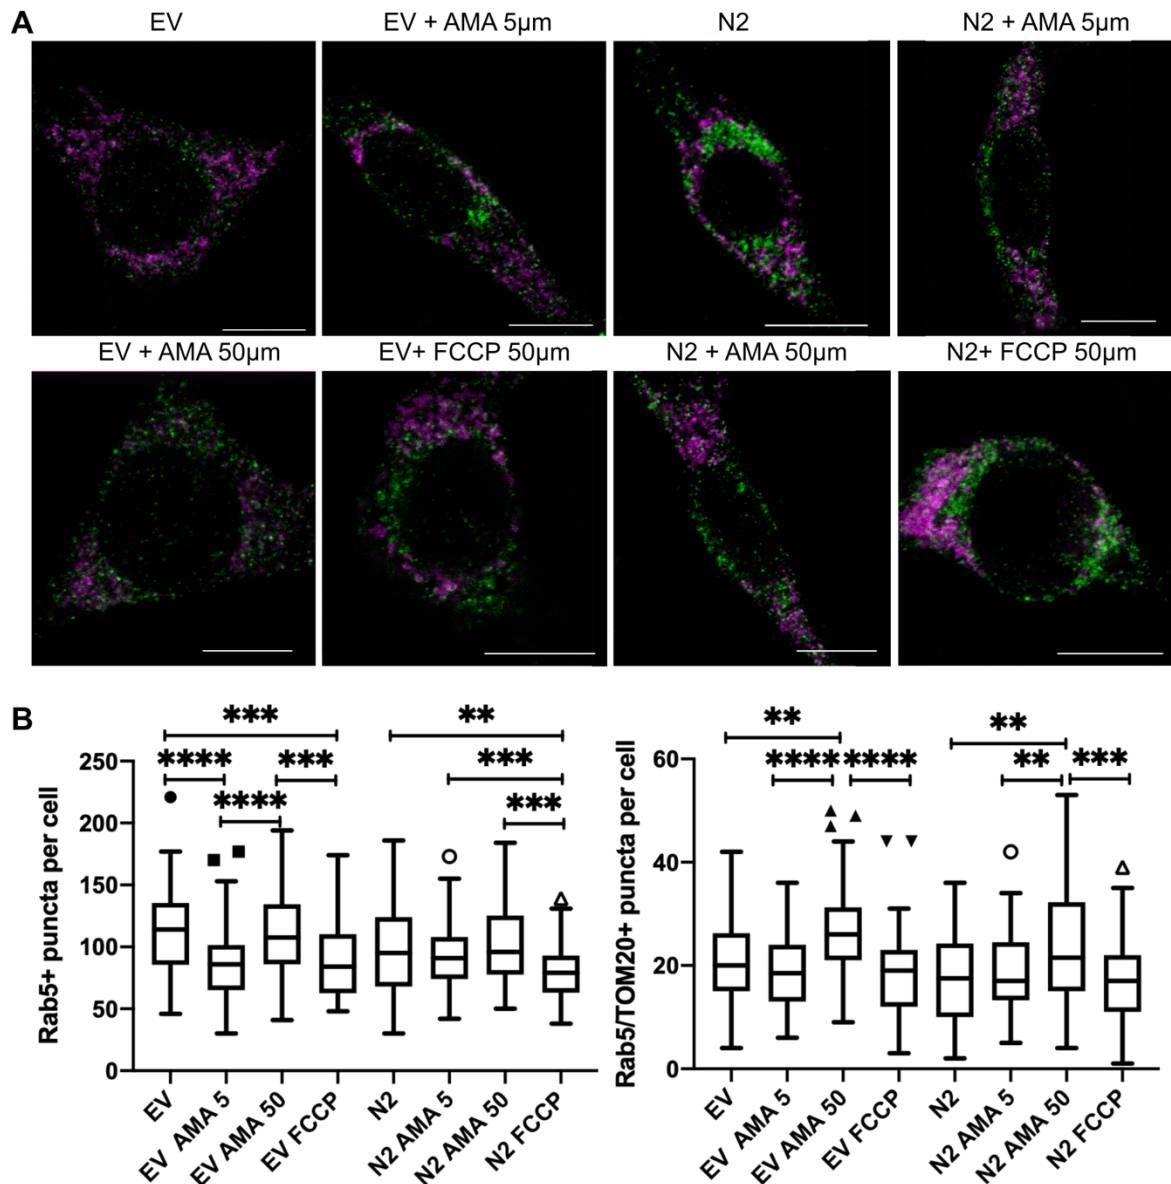 A
EV
EV + AMA 5µm
N2
N2 + AMA 5µm
EV + AMA 50µm
EV+ FCCP 50µm
N2 + AMA 50µm
N2+ FCCP 50µm
B
Rab5+ puncta per cell
250
200
150
100
50
0
***
**
****
***
***
****
***
EV
EV AMA 5
EV AMA 50
EV FCCP
N2
N2 AMA 5
N2 AMA 50
N2 FCCP
Rab5/TOM20+ puncta per cell
60
40
20
0
**
**
****
****
**
***
EV
EV AMA 5
EV AMA 50
EV FCCP
N2
N2 AMA 5
N2 AMA 50
N2 FCCP